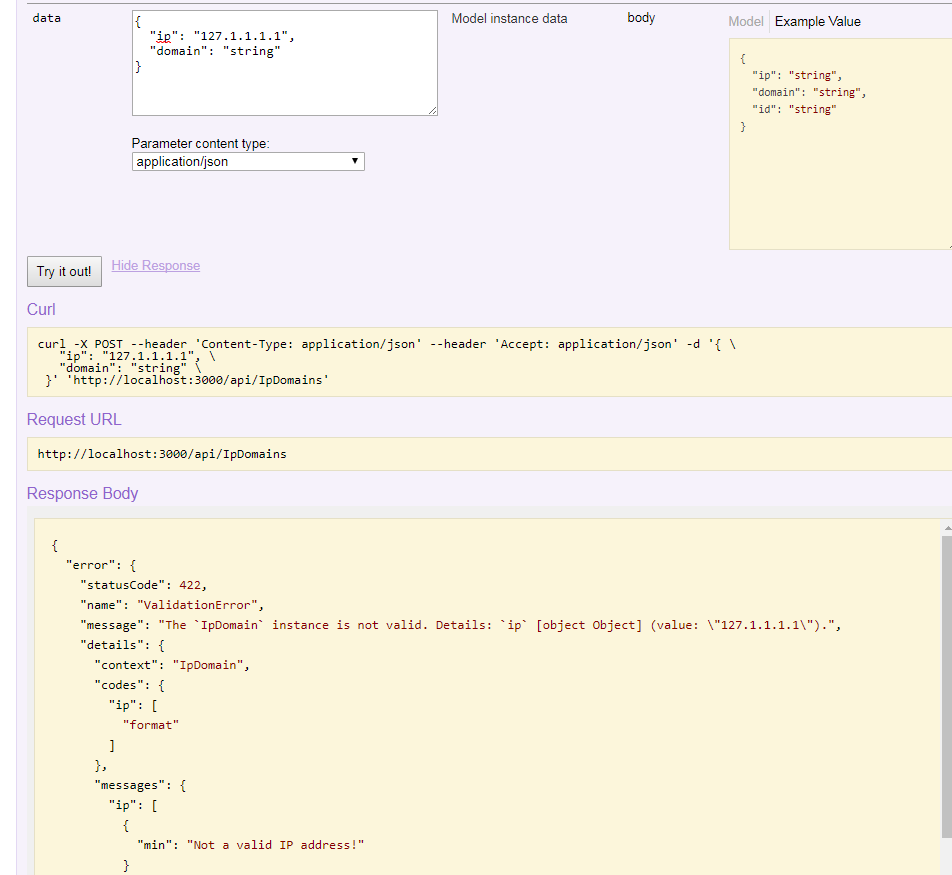 data
{
  "ip": "127.1.1.1.1",
  "domain": "string"
}
Model instance data
body
Model Example Value
{
  "ip": "string",
  "domain": "string",
  "id": "string"
}
Parameter content type:
application/json
Try it out!
Hide Response
Curl
curl -X POST --header 'Content-Type: application/json' --header 'Accept: application/json' -d '{ \
   "ip": "127.1.1.1.1", \
   "domain": "string" \
 }' 'http://localhost:3000/api/IpDomains'
Request URL
http://localhost:3000/api/IpDomains
Response Body
{
  "error": {
    "statusCode": 422,
    "name": "ValidationError",
    "message": "The `IpDomain` instance is not valid. Details: `ip` [object Object] (value: \"127.1.1.1.1\").",
    "details": {
      "context": "IpDomain",
      "codes": {
        "ip": [
          "format"
        ]
      },
      "messages": {
        "ip": [
          {
            "min": "Not a valid IP address!"
          }